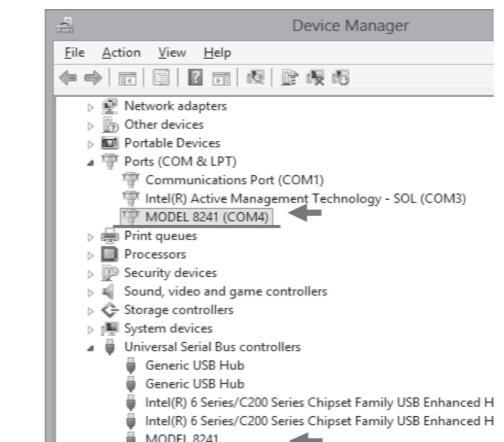 Device Manager
File Action View Help
Network adapters
Other devices
Portable Devices
Ports (COM & LPT)
Communications Port (COM1)
Intel(R) Active Management Technology - SOL (COM3)
MODEL 8241 (COM4)
Print queues
Processors
Security devices
Sound, video and game controllers
Storage controllers
System devices
Universal Serial Bus controllers
Generic USB Hub
Generic USB Hub
Intel(R) 6 Series/C200 Series Chipset Family USB Enhanced H
Intel(R) 6 Series/C200 Series Chipset Family USB Enhanced H
MODEL 8241